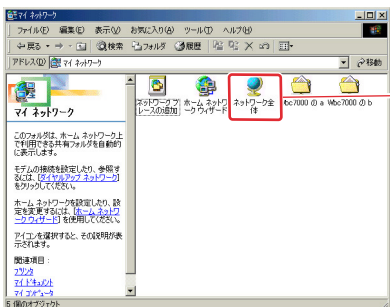 マイ ネットワーク
ファイル(F) 編集(E) 表示(V) お気に入り(A) ツール(T) ヘルプ(H)
戻る 検索 フォルダ 履歴
アドレス(D) マイ ネットワーク 移動
マイ ネットワーク
このフォルダは、ホーム ネットワーク上
で利用できる共有フォルダを自動的
に表示します。
モデムの接続を設定したり、参照す
るには、[ダイヤルアップ ネットワーク]
をクリックしてください。
ホーム ネットワークを設定したり、設
定を変更するには、[ホーム ネットワ
ーク ウィザード] を使用してください。
アイコンを選択すると、その説明が表
示されます。
関連項目:
フリンタ
マイ ドキュメント
マイ コンピュータ
ネットワーク プ
レースの追加
ホーム ネットワ
ーク ウィザード
ネットワーク全
体
Wbc7000 の a
Wbc7000 の b
5 個のオブジェクト